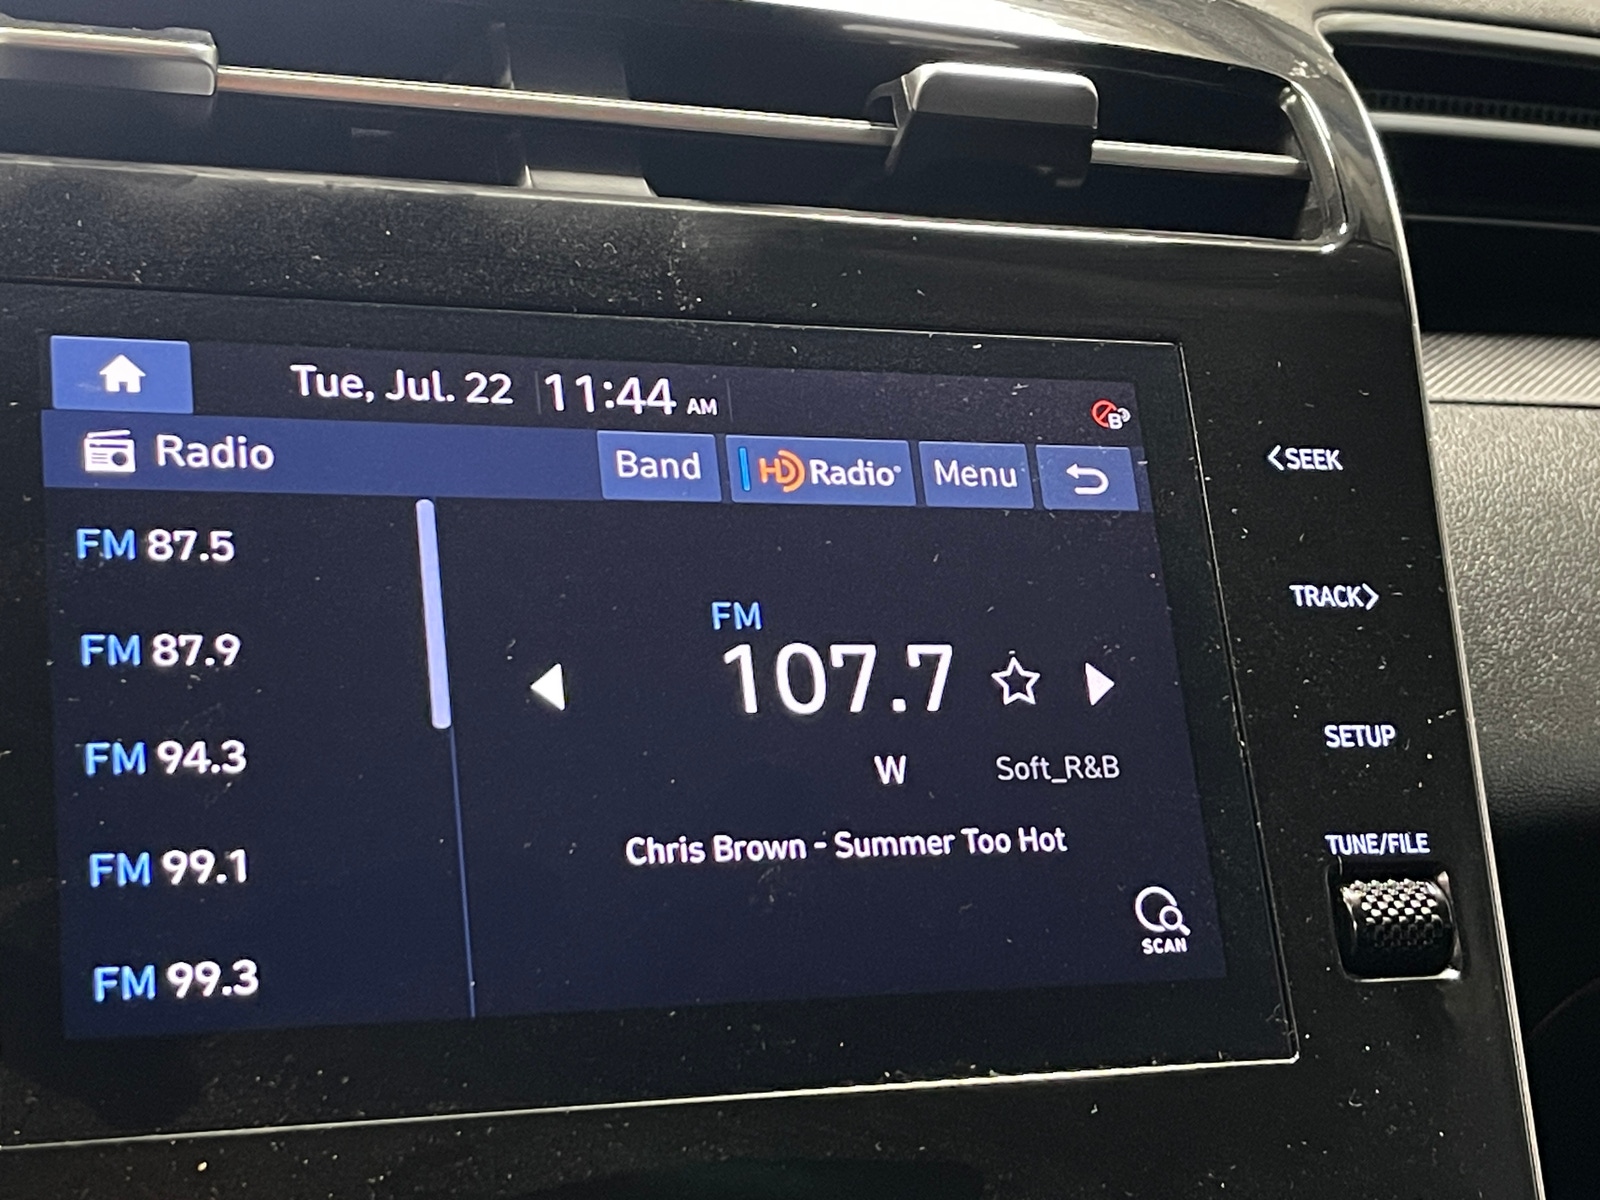 Tue, Jul. 22 11:44 AM
B
Radio
Band
HD Radio
Menu
FM 87.5
FM 87.9
FM 94.3
FM 99.1
FM 99.3
FM
107.7
W Soft_R&B
Chris Brown - Summer Too Hot
SCAN
<SEEK
TRACK>
SETUP
TUNE/FILE